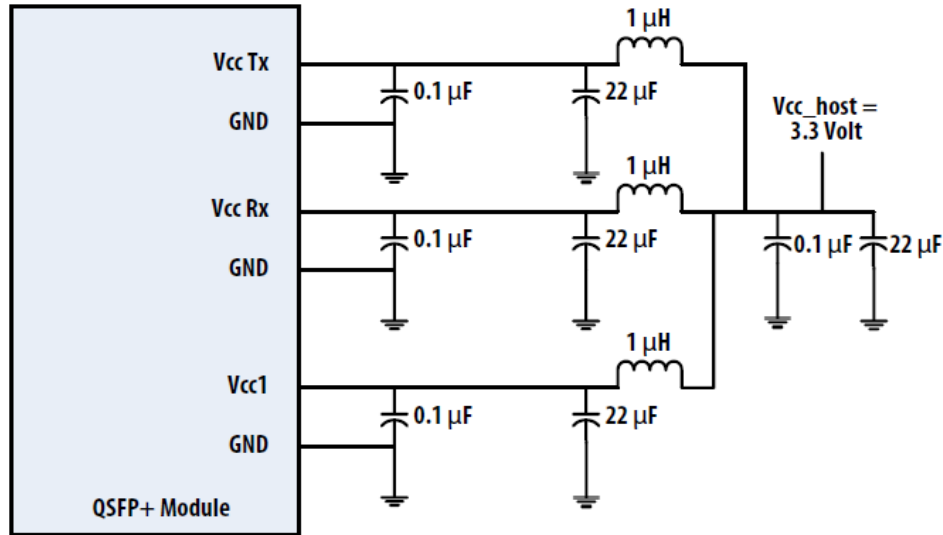 1 µH
Vcc Tx
0.1 µF
22 µF
Vcc_host =
3.3 Volt
GND
1 µH
Vcc Rx
0.1 µF
22 µF
0.1 µF
22 µF
GND
1 µH
Vcc1
0.1 µF
22 µF
GND
QSFP+ Module